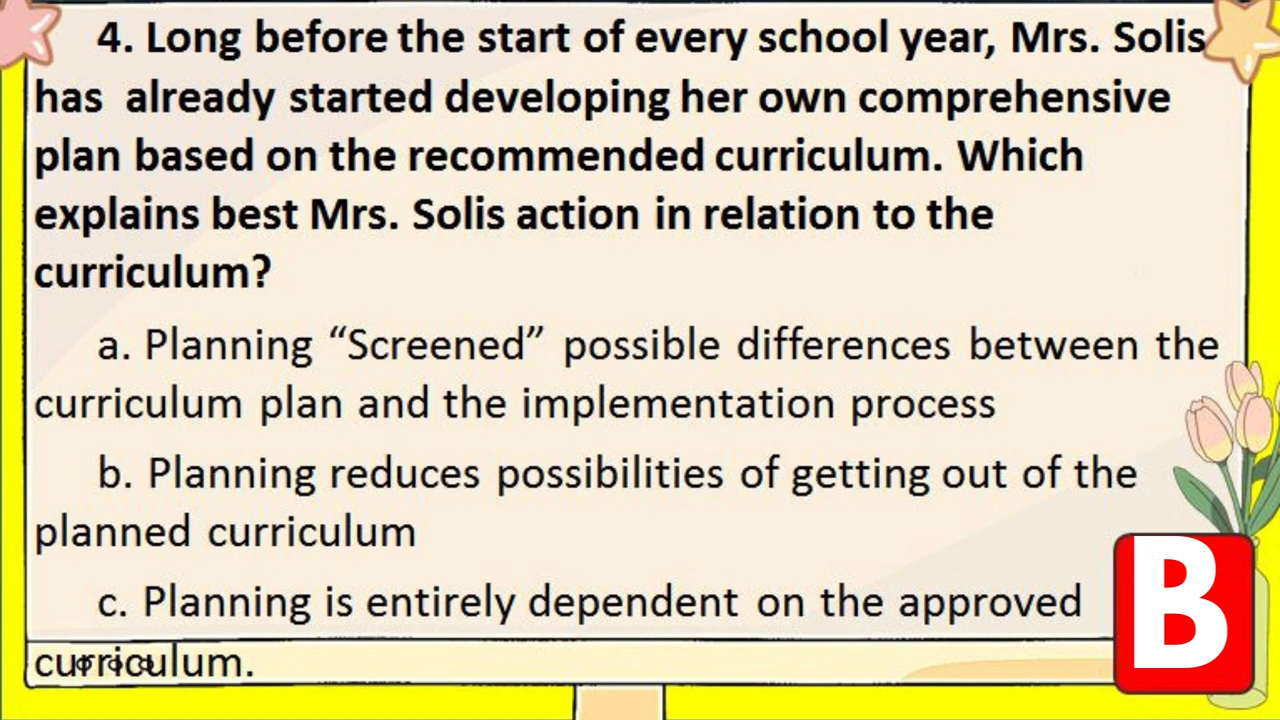 4. Long before the start of every school year, Mrs. Solis
has already started developing her own comprehensive
plan based on the recommended curriculum. Which
explains best Mrs. Solis action in relation to the
curriculum?
a. Planning “Screened” possible differences between the
curriculum plan and the implementation process
b. Planning reduces possibilities of getting out of the
planned curriculum
c. Planning is entirely dependent on the approved
curriculum.
B